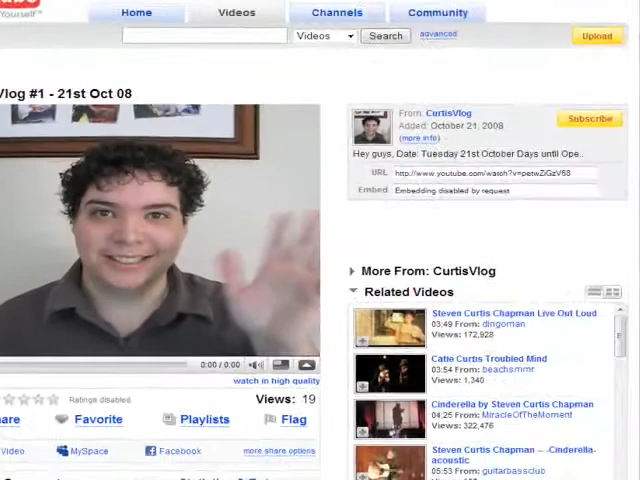 Yourself™
Home
Videos
Channels
Community
Videos
Search
advanced
Upload
Vlog #1 - 21st Oct 08
From: CurtisVlog
Added: October 21, 2008
(more info)
Subscribe
Hey guys, Date: Tuesday 21st October Days until Ope..
URL
Embed
Embedding disabled by request
More From: CurtisVlog
Related Videos
Steven Curtis Chapman Live Out Loud
03:49 From: dingoman
Views: 172,928
Catie Curtis Troubled Mind
03:54 From: beachsmmr
Views: 1,340
Cinderella by Steven Curtis Chapman
04:25 From: MiracleOfTheMoment
Views: 322,476
Steven Curtis Chapman -- -Cinderella-
acoustic
05:53 From: guitarbassclub
0:00 / 0:00
watch in high quality
Ratings disabled
Views: 19
are
Favorite
Playlists
Flag
Video
MySpace
Facebook
more share options